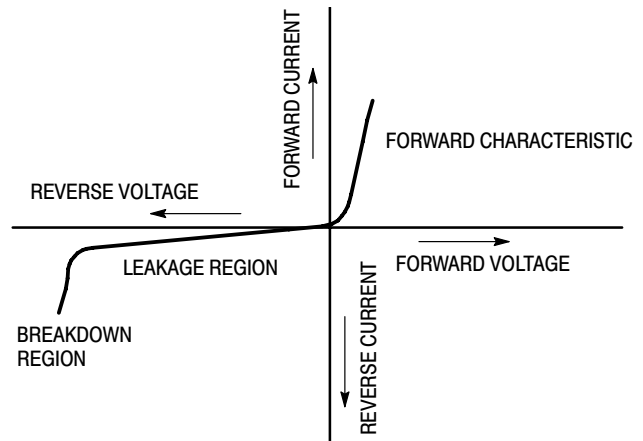 FORWARD CURRENT
FORWARD CHARACTERISTIC
REVERSE VOLTAGE
LEAKAGE REGION
FORWARD VOLTAGE
BREAKDOWN
REGION
REVERSE CURRENT